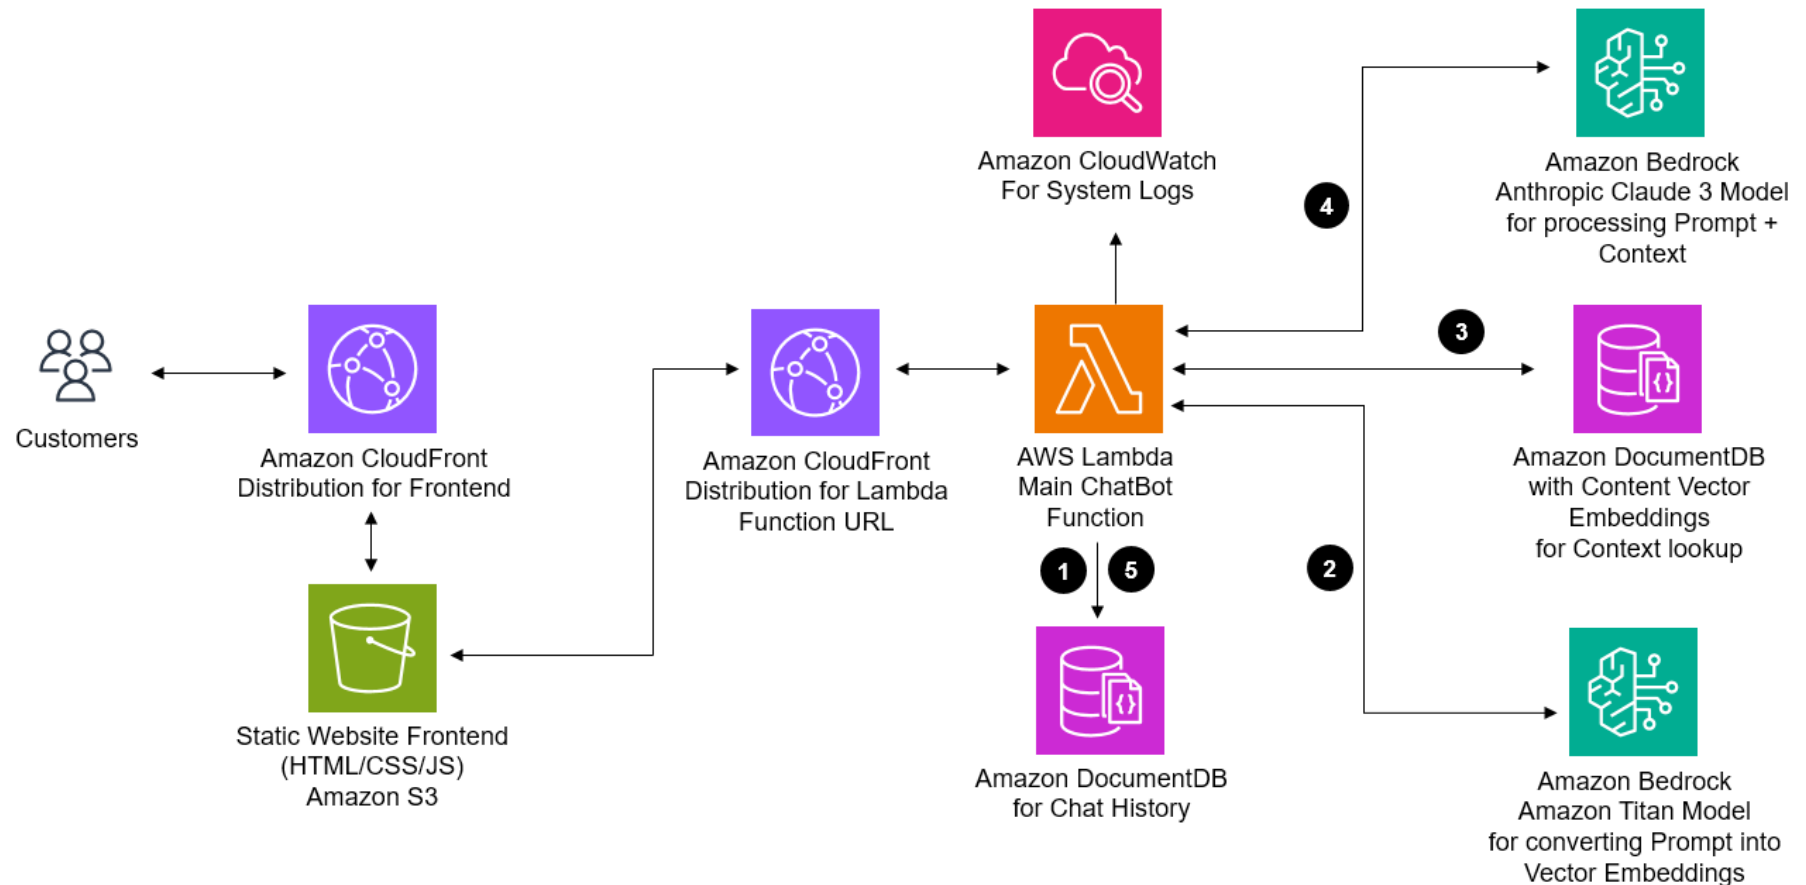 Amazon CloudWatch
For System Logs
4
Amazon Bedrock
Anthropic Claude 3 Model
for processing Prompt +
Context
Customers
Amazon CloudFront
Distribution for Frontend
Amazon CloudFront
Distribution for Lambda
Function URL
AWS Lambda
Main ChatBot
Function
3
Amazon DocumentDB
with Content Vector
Embeddings
for Context lookup
1
5
2
Static Website Frontend
(HTML/CSS/JS)
Amazon S3
Amazon DocumentDB
for Chat History
Amazon Bedrock
Amazon Titan Model
for converting Prompt into
Vector Embeddings